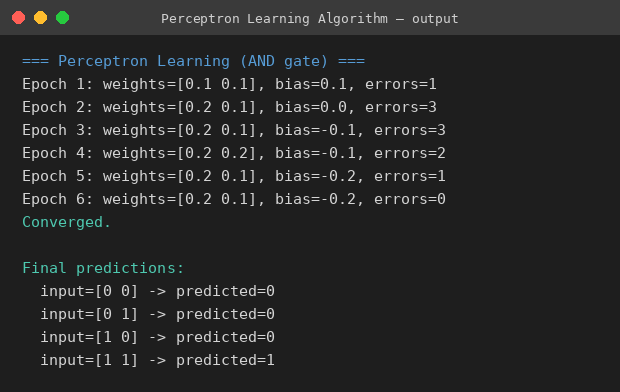 Perceptron Learning Algorithm — output
=== Perceptron Learning (AND gate) ===
Epoch 1: weights=[0.1 0.1], bias=0.1, errors=1
Epoch 2: weights=[0.2 0.1], bias=0.0, errors=3
Epoch 3: weights=[0.2 0.1], bias=-0.1, errors=3
Epoch 4: weights=[0.2 0.2], bias=-0.1, errors=2
Epoch 5: weights=[0.2 0.1], bias=-0.2, errors=1
Epoch 6: weights=[0.2 0.1], bias=-0.2, errors=0
Converged.
Final predictions:
  input=[0 0] -> predicted=0
  input=[0 1] -> predicted=0
  input=[1 0] -> predicted=0
  input=[1 1] -> predicted=1